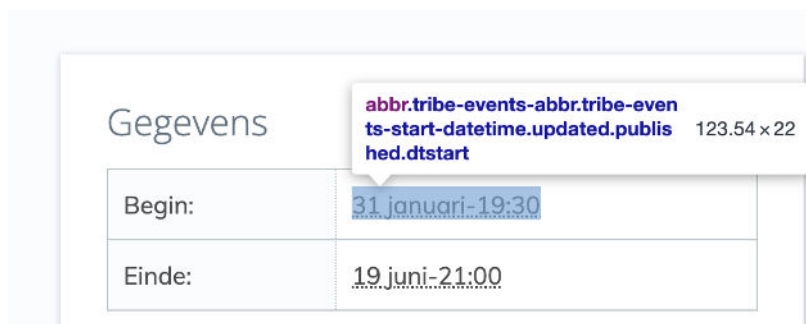 Gegevens
abbr.tribe-events-abbr.tribe-even
ts-start-datetime.updated.publis
hed.dtstart
123.54 × 22
Begin:
31 januari-19:30
Einde:
19 juni-21:00